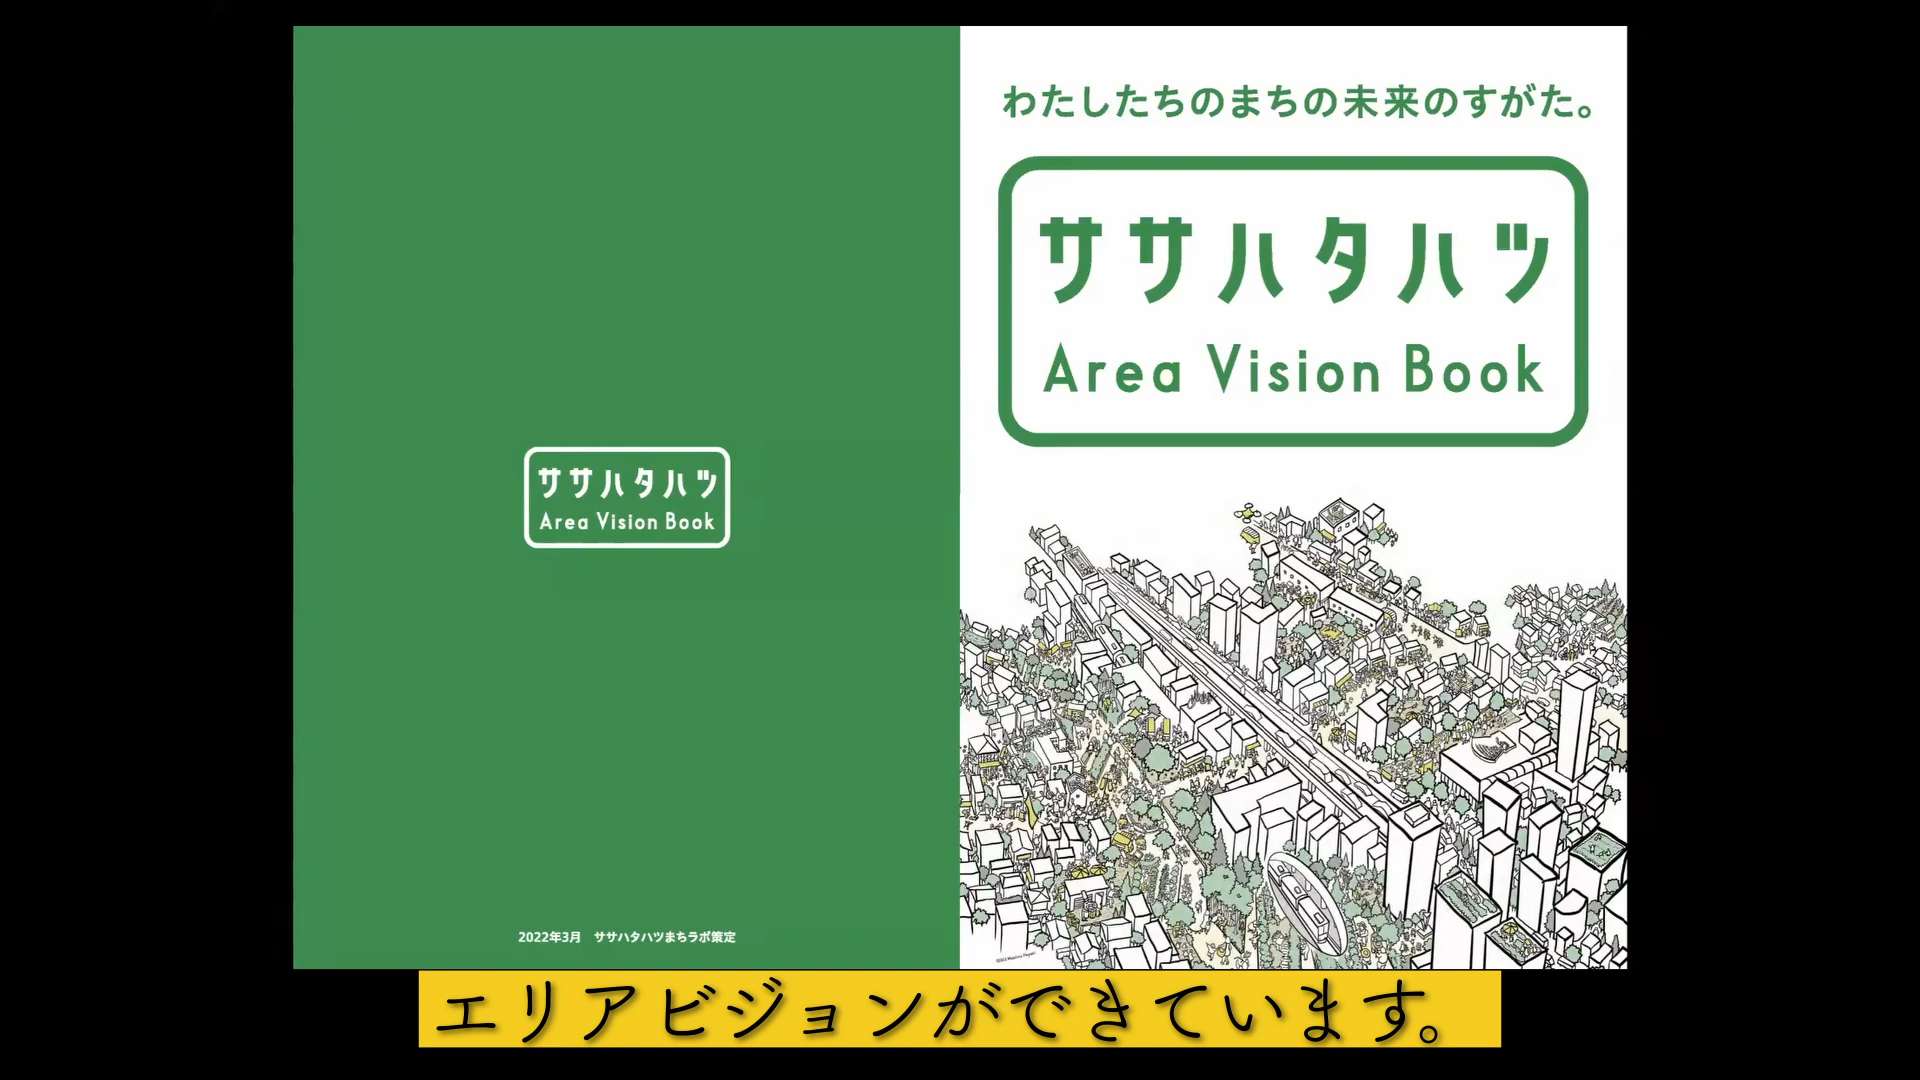 わたしたちのまちの未来のすがた。
ササハタハツ
Area Vision Book
ササハタハツ
Area Vision Book
2022年3月 ササハタハツまちラボ策定
エリアビジョンができています。